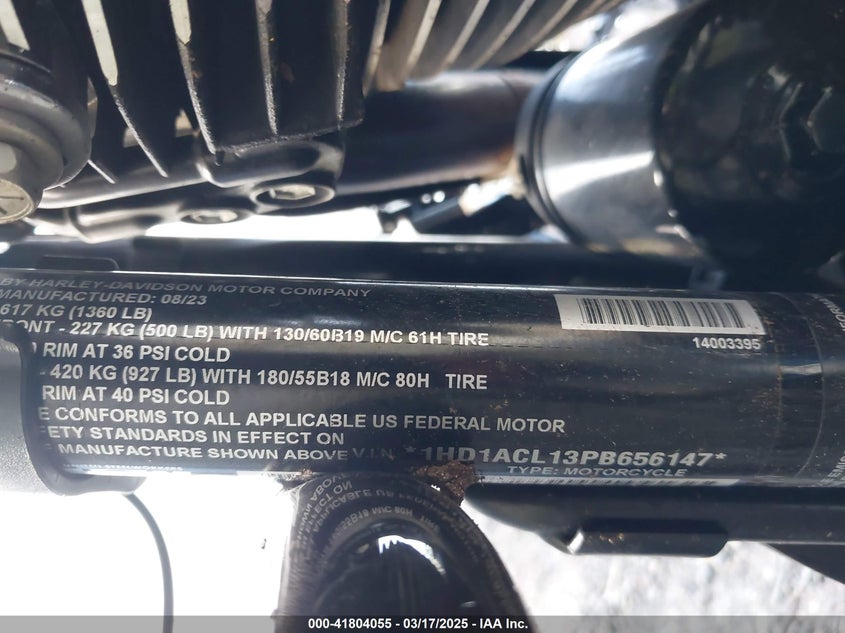 BY HARLEY-DAVIDSON MOTOR COMPANY
MANUFACTURED: 08/23
617 KG (1360 LB)
FRONT - 227 KG (500 LB) WITH 130/60B19 M/C 61H TIRE
RIM AT 36 PSI COLD
- 420 KG (927 LB) WITH 180/55B18 M/C 80H TIRE
RIM AT 40 PSI COLD
E CONFORMS TO ALL APPLICABLE US FEDERAL MOTOR
ETY STANDARDS IN EFFECT ON
F MANUFACTURE SHOWN ABOVE V.I.N. *1HD1ACL13PB656147*
TYPE: MOTORCYCLE
14003395
000-41804055 — 03/17/2025 — IAA Inc.